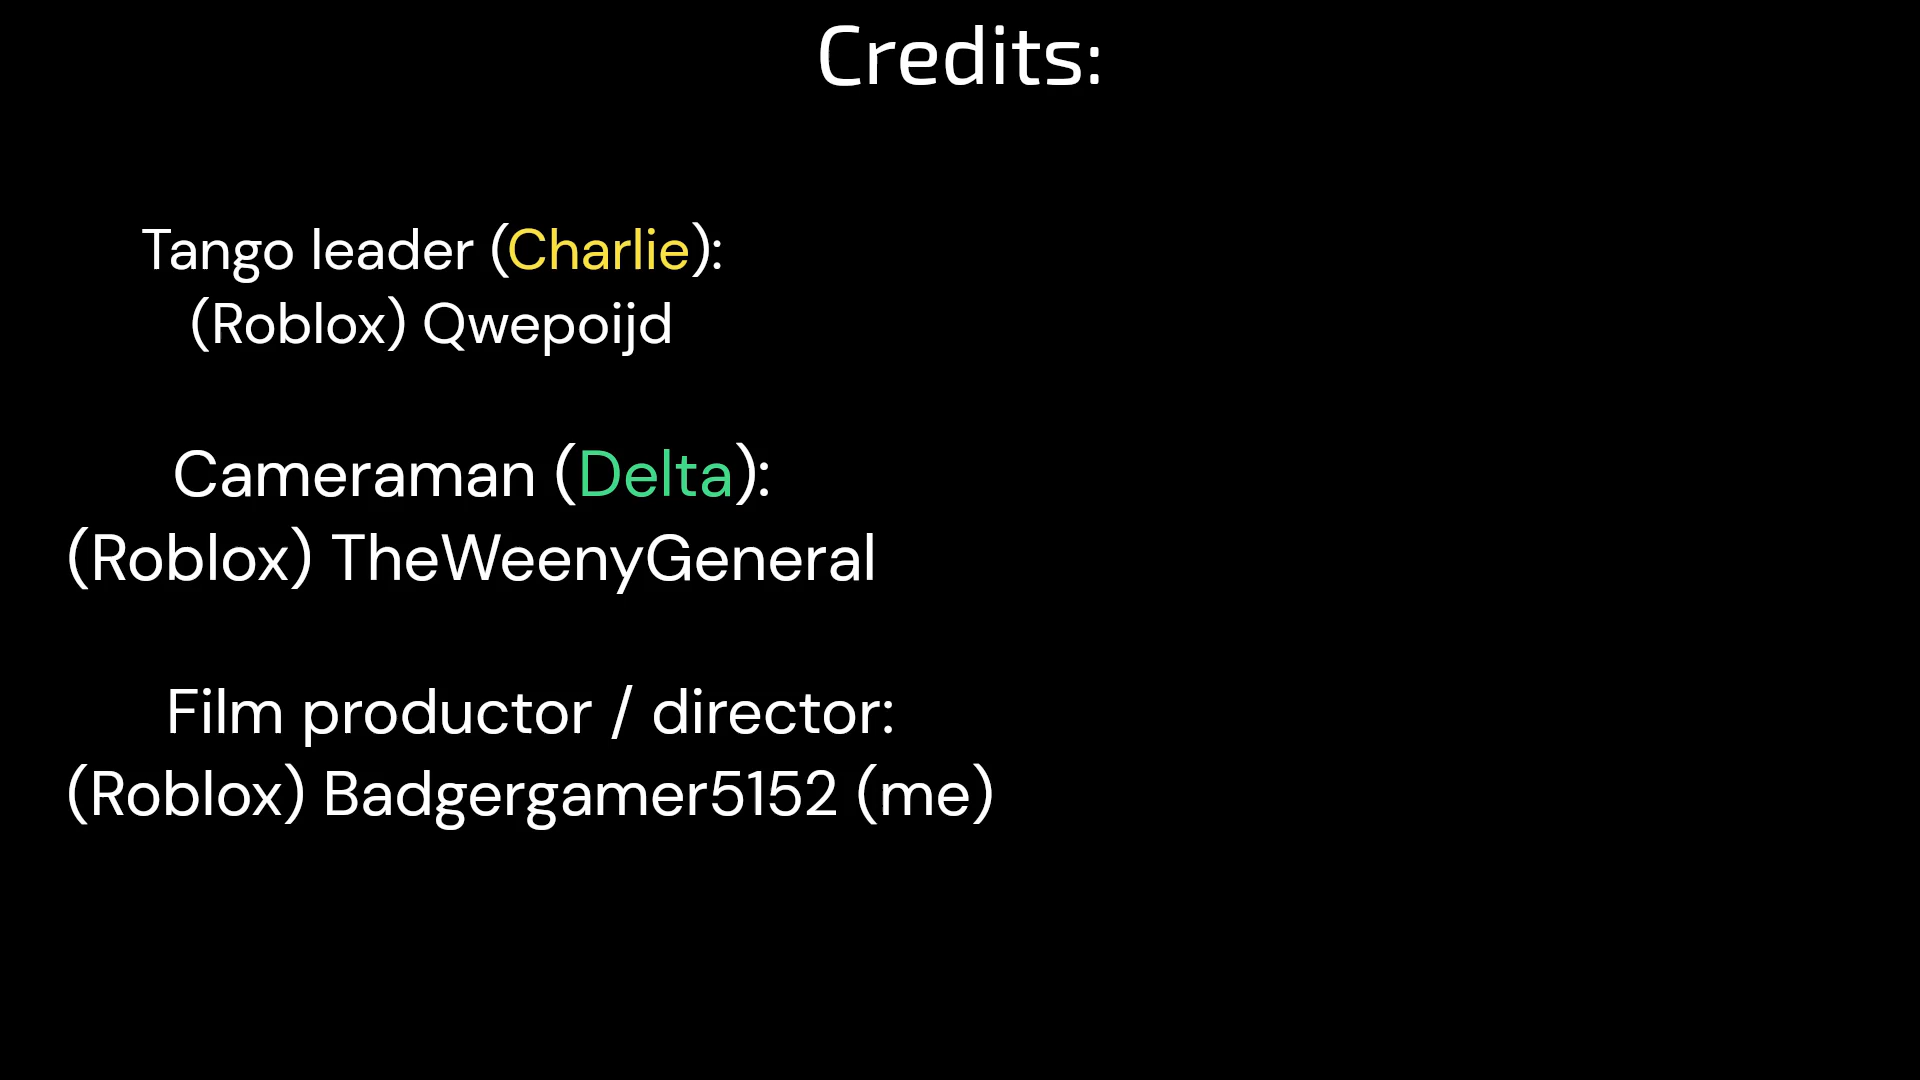 Credits:
Tango leader (Charlie):
(Roblox) Qwepoijd
Cameraman (Delta):
(Roblox) TheWeenyGeneral
Film productor / director:
(Roblox) Badgergamer5152 (me)